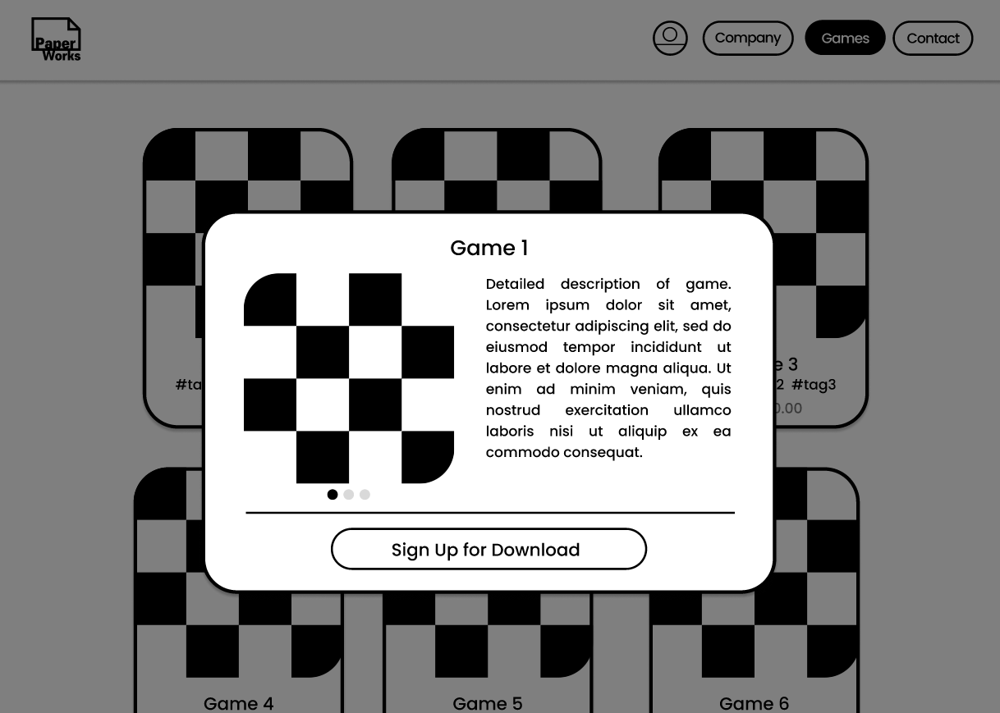 Paper
Works
Company
Games
Contact
Game 1
Detailed description of game.
Lorem ipsum dolor sit amet,
consectetur adipiscing elit, sed do
eiusmod tempor incididunt ut
labore et dolore magna aliqua. Ut
enim ad minim veniam, quis
nostrud exercitation ullamco
laboris nisi ut aliquip ex ea
commodo consequat.
Sign Up for Download
#ta
e 3
2 #tag3
0.00
Game 4
Game 5
Game 6